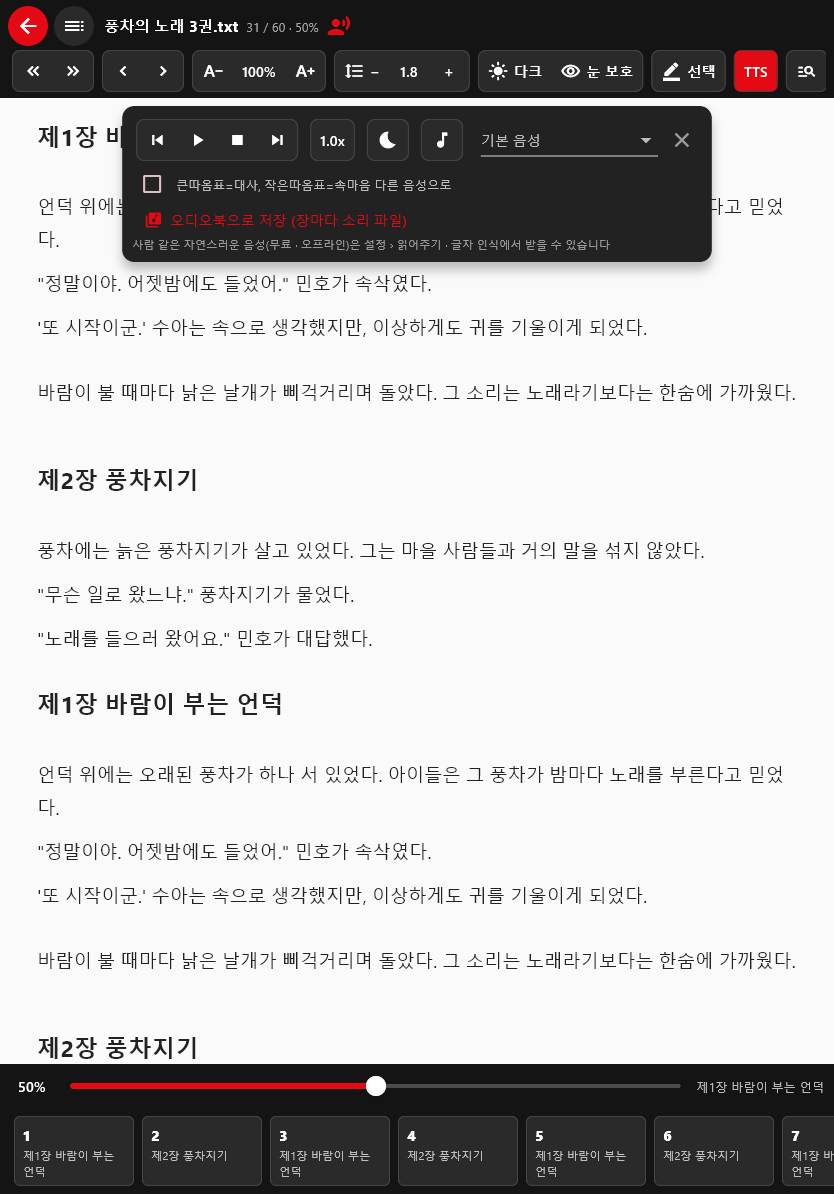 풍차의 노래 3권.txt 31 / 60 · 50%
A− 100% A+ − 1.8 + 다크 눈 보호 선택 TTS
1.0x 기본 음성
큰따옴표=대사, 작은따옴표=속마음 다른 음성으로
오디오북으로 저장 (장마다 소리 파일)
사람 같은 자연스러운 음성(무료 · 오프라인)은 설정 › 읽어주기 · 글자 인식에서 받을 수 있습니다
제1장
언덕 위에 다고 믿었
다.
"정말이야. 어젯밤에도 들었어." 민호가 속삭였다.
'또 시작이군.' 수아는 속으로 생각했지만, 이상하게도 귀를 기울이게 되었다.
바람이 불 때마다 낡은 날개가 삐걱거리며 돌았다. 그 소리는 노래라기보다는 한숨에 가까웠다.
제2장 풍차지기
풍차에는 늙은 풍차지기가 살고 있었다. 그는 마을 사람들과 거의 말을 섞지 않았다.
"무슨 일로 왔느냐." 풍차지기가 물었다.
"노래를 들으러 왔어요." 민호가 대답했다.
제1장 바람이 부는 언덕
언덕 위에는 오래된 풍차가 하나 서 있었다. 아이들은 그 풍차가 밤마다 노래를 부른다고 믿었
다.
"정말이야. 어젯밤에도 들었어." 민호가 속삭였다.
'또 시작이군.' 수아는 속으로 생각했지만, 이상하게도 귀를 기울이게 되었다.
바람이 불 때마다 낡은 날개가 삐걱거리며 돌았다. 그 소리는 노래라기보다는 한숨에 가까웠다.
제2장 풍차지기
50% 제1장 바람이 부는 언덕
1 2 3 4 5 6 7
제1장 바람이 부는 제2장 풍차지기 제1장 바람이 부는 제2장 풍차지기 제1장 바람이 부는 제2장 풍차지기 제1장
언덕 언덕 언덕 언덕